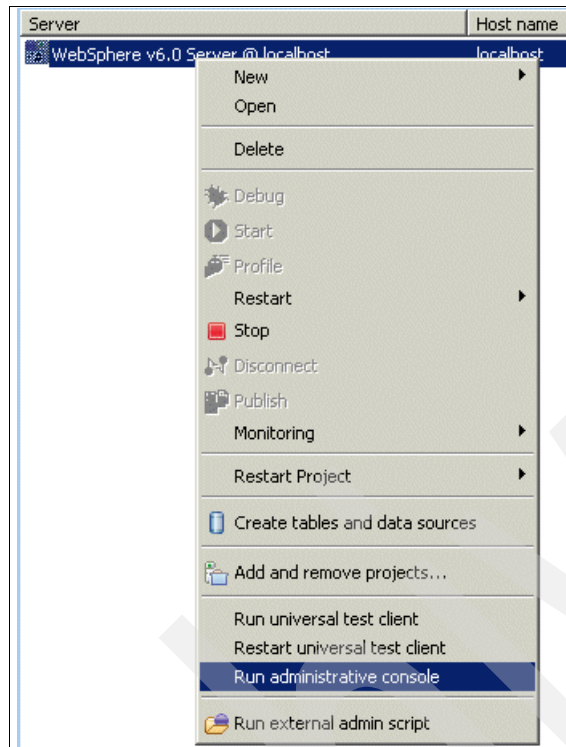 Server Host name
WebSphere v6.0 Server @ localhost localhost
New
Open
Delete
Debug
Start
Profile
Restart
Stop
Disconnect
Publish
Monitoring
Restart Project
Create tables and data sources
Add and remove projects...
Run universal test client
Restart universal test client
Run administrative console
Run external admin script